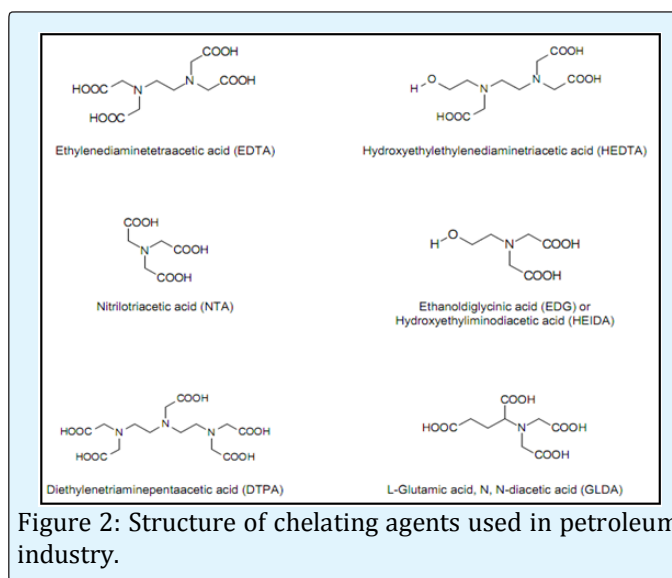 COOH
N
COOH
HOOC
N
HOOC
Ethylenediaminetetraacetic acid (EDTA)
COOH
N
COOH
H
O
N
HOOC
Hydroxyethylethylenediaminetriacetic acid (HEDTA)
COOH
N
COOH
COOH
Nitrilotriacetic acid (NTA)
H
O
N
COOH
COOH
Ethanoldiglycinic acid (EDG) or
Hydroxyethyliminodiacetic acid (HEIDA)
COOH
HOOC
N
N
N
COOH
HOOC
COOH
Diethylenetriaminepentaacetic acid (DTPA)
COOH
HOOC
N
COOH
COOH
L-Glutamic acid, N, N-diacetic acid (GLDA)
Figure 2: Structure of chelating agents used in petroleum
industry.